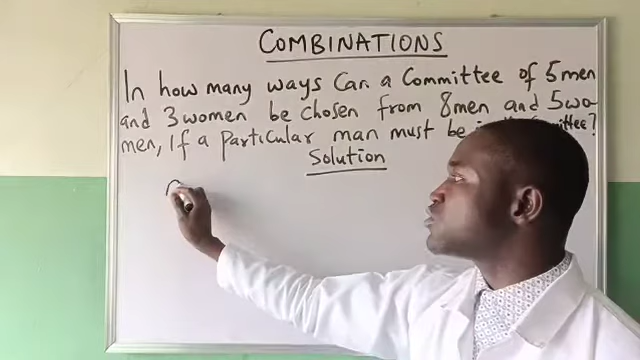 COMBINATIONS
In how many ways Can a Committee of 5men
and 3women be chosen from 8men and 5wo-
men, If a particular man must be
Solution